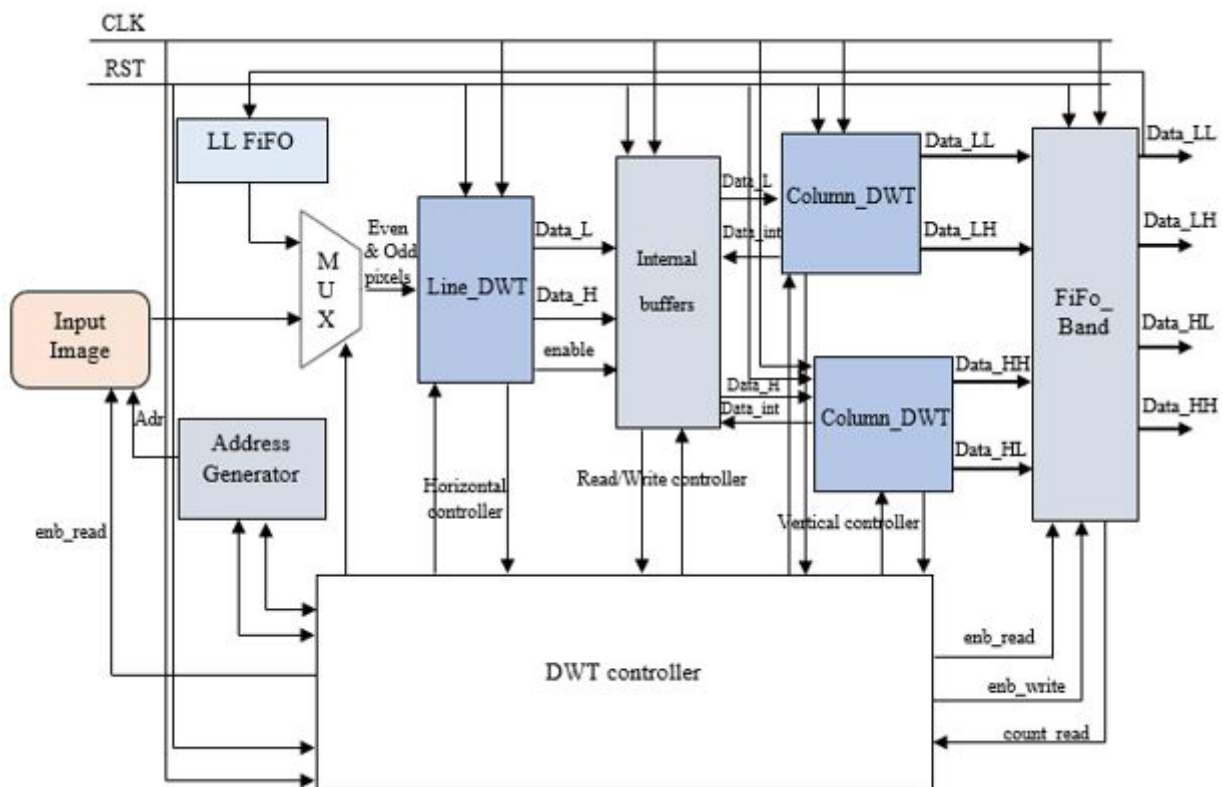 CLK
RST
LL FiFO
MUX
Even
& Odd
pixels
Line_DWT
Data_L
Data_H
enable
Internal
buffers
Data_L
Data_int
Data_H
Data_int
Column_DWT
Column_DWT
Data_LL
Data_LH
Data_HH
Data_HL
FiFo_
Band
Data_LL
Data_LH
Data_HL
Data_HH
Input
Image
Adr
Address
Generator
enb_read
Horizontal
controller
Read/Write controller
Vertical controller
DWT controller
enb_read
enb_write
count_read